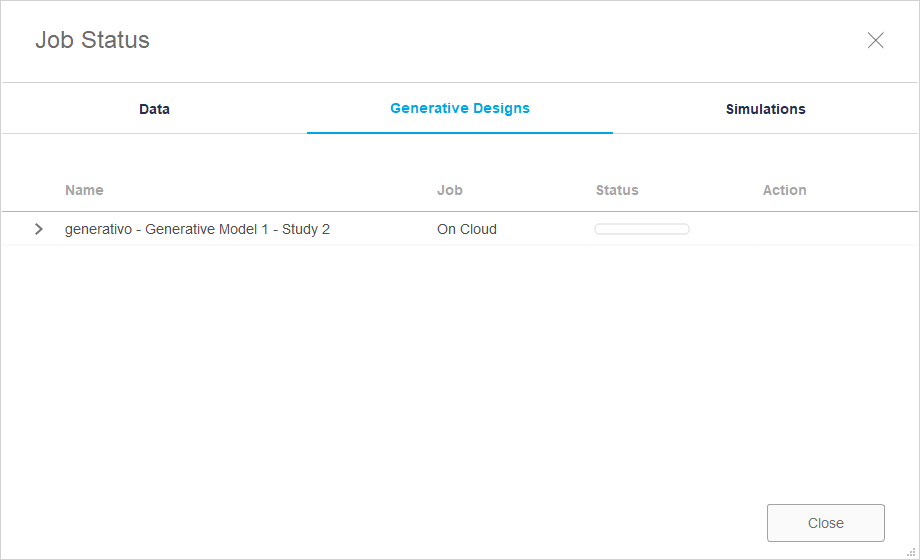 Job Status
Data Generative Designs Simulations
Name Job Status Action
generativo - Generative Model 1 - Study 2 On Cloud
Close